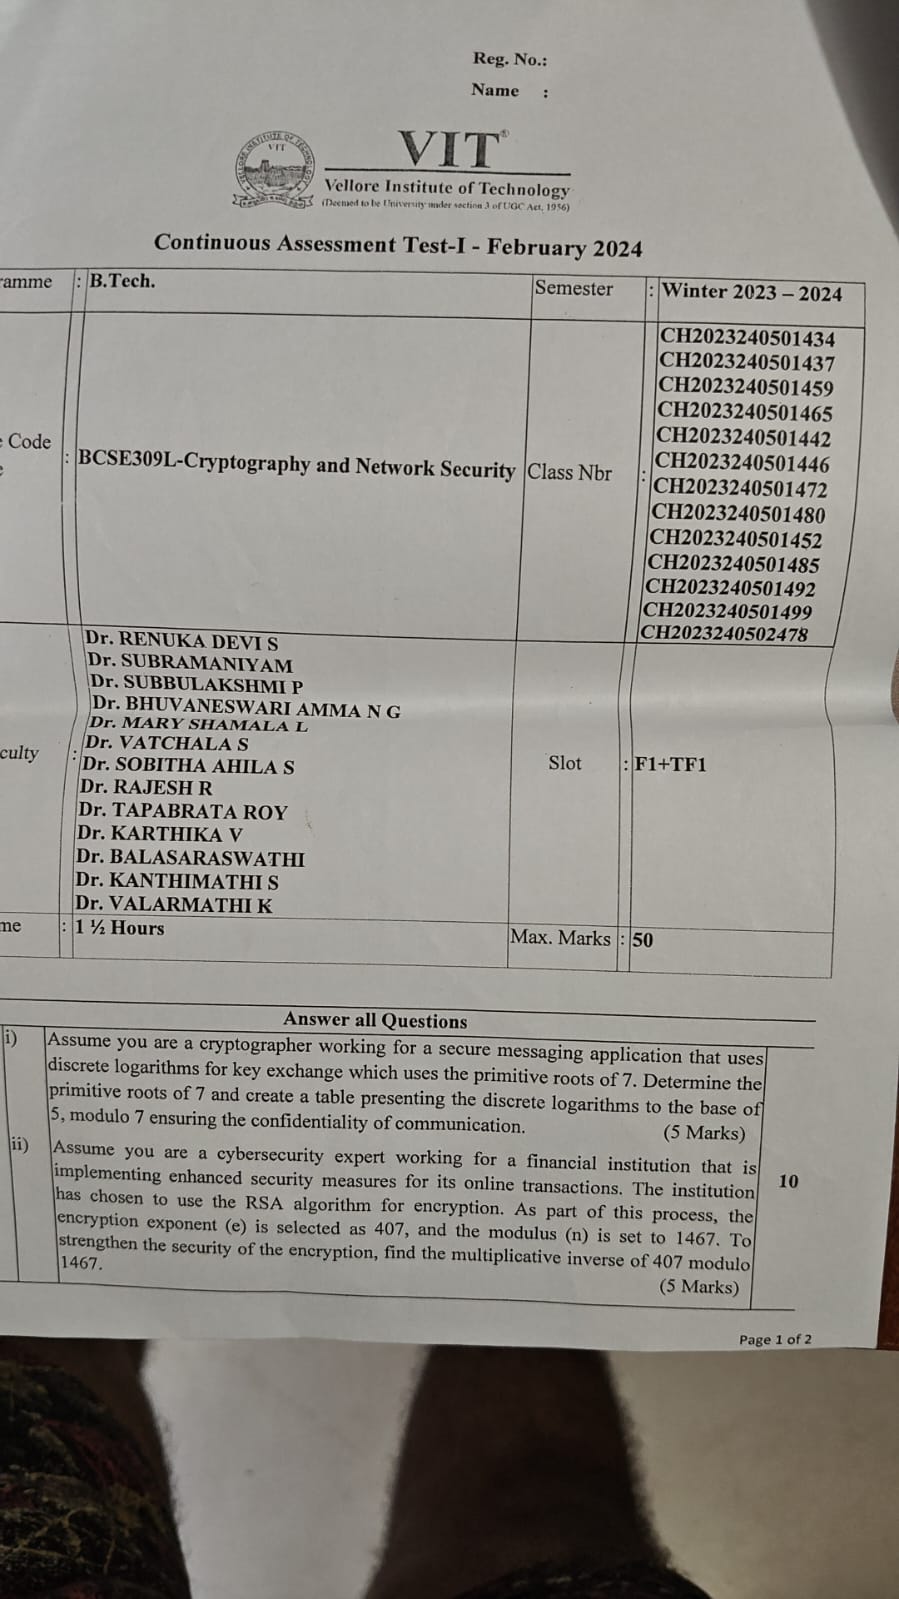 Reg. No.:
Name :
VELLORE INSTITUTE OF TECHNOLOGY
VIT
VIT®
Vellore Institute of Technology
(Deemed to be University under section 3 of UGC Act, 1956)
Continuous Assessment Test-I - February 2024
ramme : B.Tech. Semester : Winter 2023 – 2024
e Code : BCSE309L-Cryptography and Network Security Class Nbr :
CH2023240501434
CH2023240501437
CH2023240501459
CH2023240501465
CH2023240501442
CH2023240501446
CH2023240501472
CH2023240501480
CH2023240501452
CH2023240501485
CH2023240501492
CH2023240501499
CH2023240502478
culty :
Dr. RENUKA DEVI S
Dr. SUBRAMANIYAM
Dr. SUBBULAKSHMI P
Dr. BHUVANESWARI AMMA N G
Dr. MARY SHAMALA L
Dr. VATCHALA S
Dr. SOBITHA AHILA S
Dr. RAJESH R
Dr. TAPABRATA ROY
Dr. KARTHIKA V
Dr. BALASARASWATHI
Dr. KANTHIMATHI S
Dr. VALARMATHI K
Slot : F1+TF1
me : 1 ½ Hours Max. Marks : 50
Answer all Questions
i) Assume you are a cryptographer working for a secure messaging application that uses
discrete logarithms for key exchange which uses the primitive roots of 7. Determine the
primitive roots of 7 and create a table presenting the discrete logarithms to the base of
5, modulo 7 ensuring the confidentiality of communication. (5 Marks)
ii) Assume you are a cybersecurity expert working for a financial institution that is
implementing enhanced security measures for its online transactions. The institution 10
has chosen to use the RSA algorithm for encryption. As part of this process, the
encryption exponent (e) is selected as 407, and the modulus (n) is set to 1467. To
strengthen the security of the encryption, find the multiplicative inverse of 407 modulo
1467.
(5 Marks)
Page 1 of 2